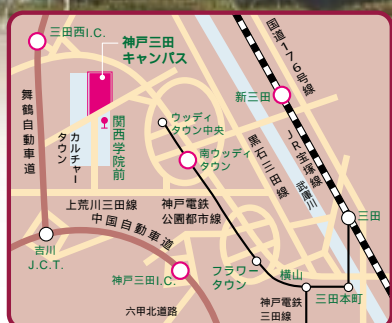 三田西I.C.
神戸三田
キャンパス
国道176号線
舞鶴自動車道
カルチャー
タウン
関西学院前
ウッディ
タウン中央
新三田
南ウッディ
タウン
黒石三田線
JR宝塚線
武庫川
上荒川三田線
中国自動車道
神戸電鉄
公園都市線
三田
吉川
J.C.T.
神戸三田I.C.
フラワー
タウン
横山
三田本町
六甲北道路
神戸電鉄
三田線